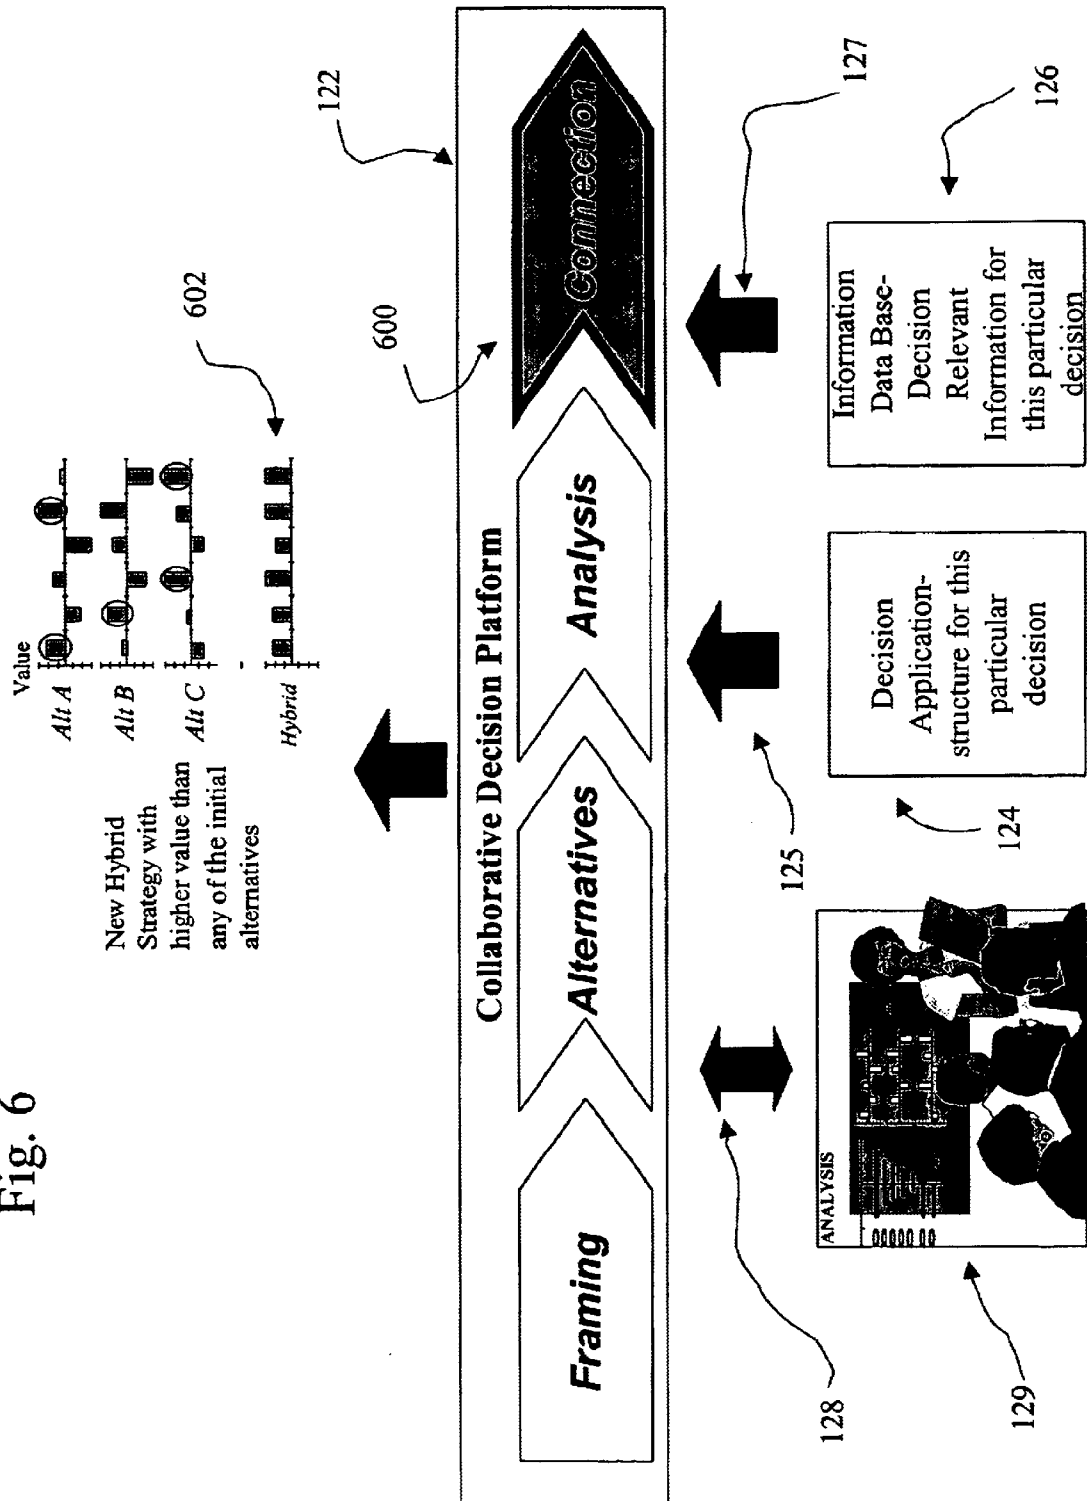 Fig. 6
New Hybrid
Strategy with
higher value than
any of the initial
alternatives
Value
Alt A
Alt B
Alt C
Hybrid
602
122
600
Collaborative Decision Platform
Framing
Alternatives
Analysis
Connection
128
125
127
129
ANALYSIS
124
Decision
Application-
structure for this
particular
decision
126
Information
Data Base-
Decision
Relevant
Information for
this particular
decision